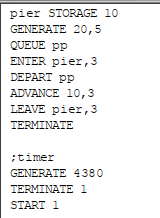 pier STORAGE 10
GENERATE 20,5
QUEUE pp
ENTER pier,3
DEPART pp
ADVANCE 10,3
LEAVE pier,3
TERMINATE
;timer
GENERATE 4380
TERMINATE 1
START 1